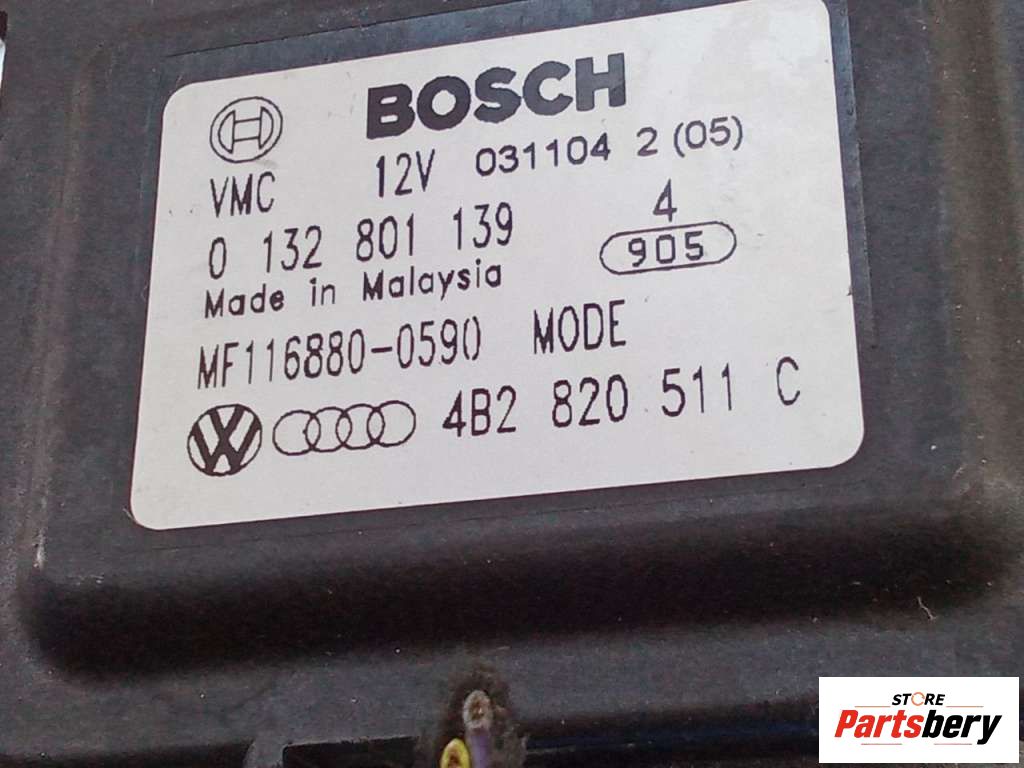 BOSCH
VMC 12V 031104 2 (05)
0 132 801 139 4
Made in Malaysia 905
MF116880-0590 MODE
VW 4B2 820 511 C
STORE
Partsbery